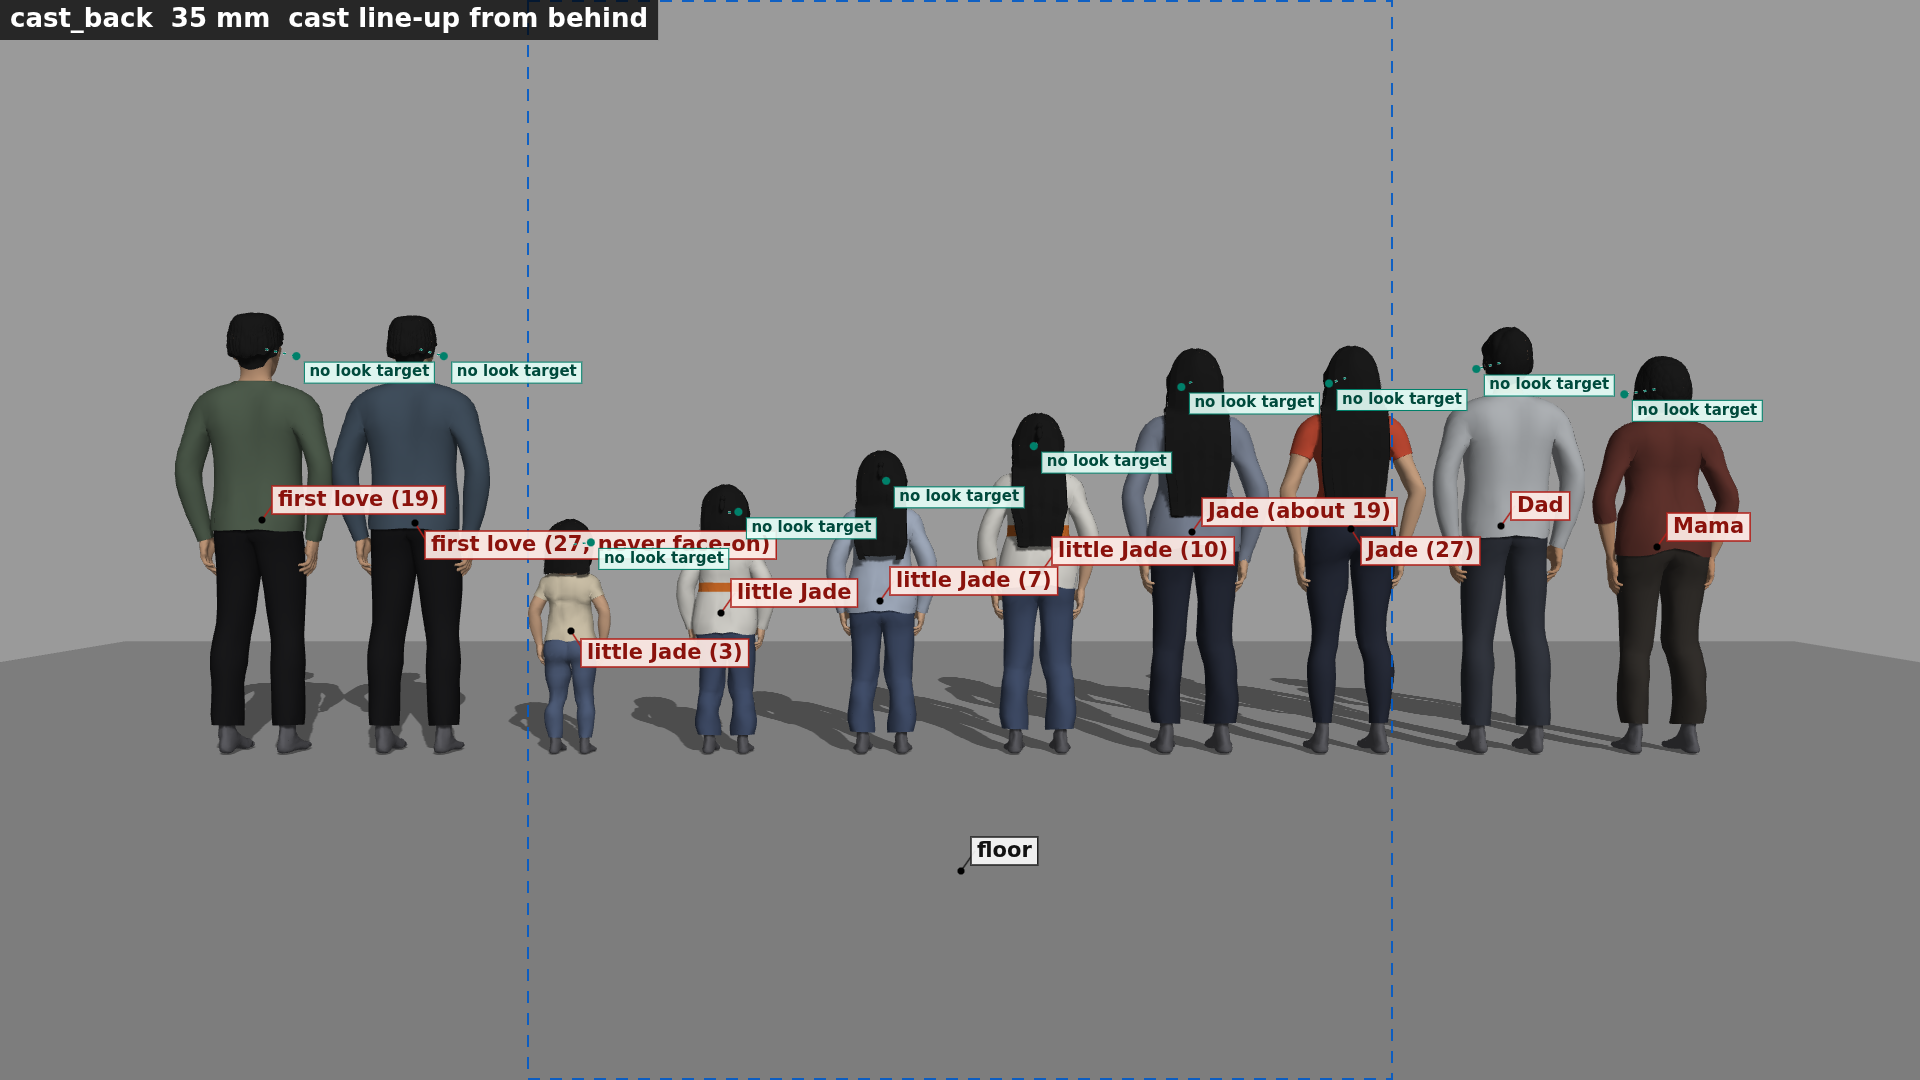 cast_back 35 mm cast line-up from behind
no look target
no look target
no look target
no look target
no look target
no look target
no look target
no look target
no look target
no look target
first love (19)
first love (27, never face-on)
little Jade (3)
little Jade
little Jade (7)
little Jade (10)
Jade (about 19)
Jade (27)
Dad
Mama
floor